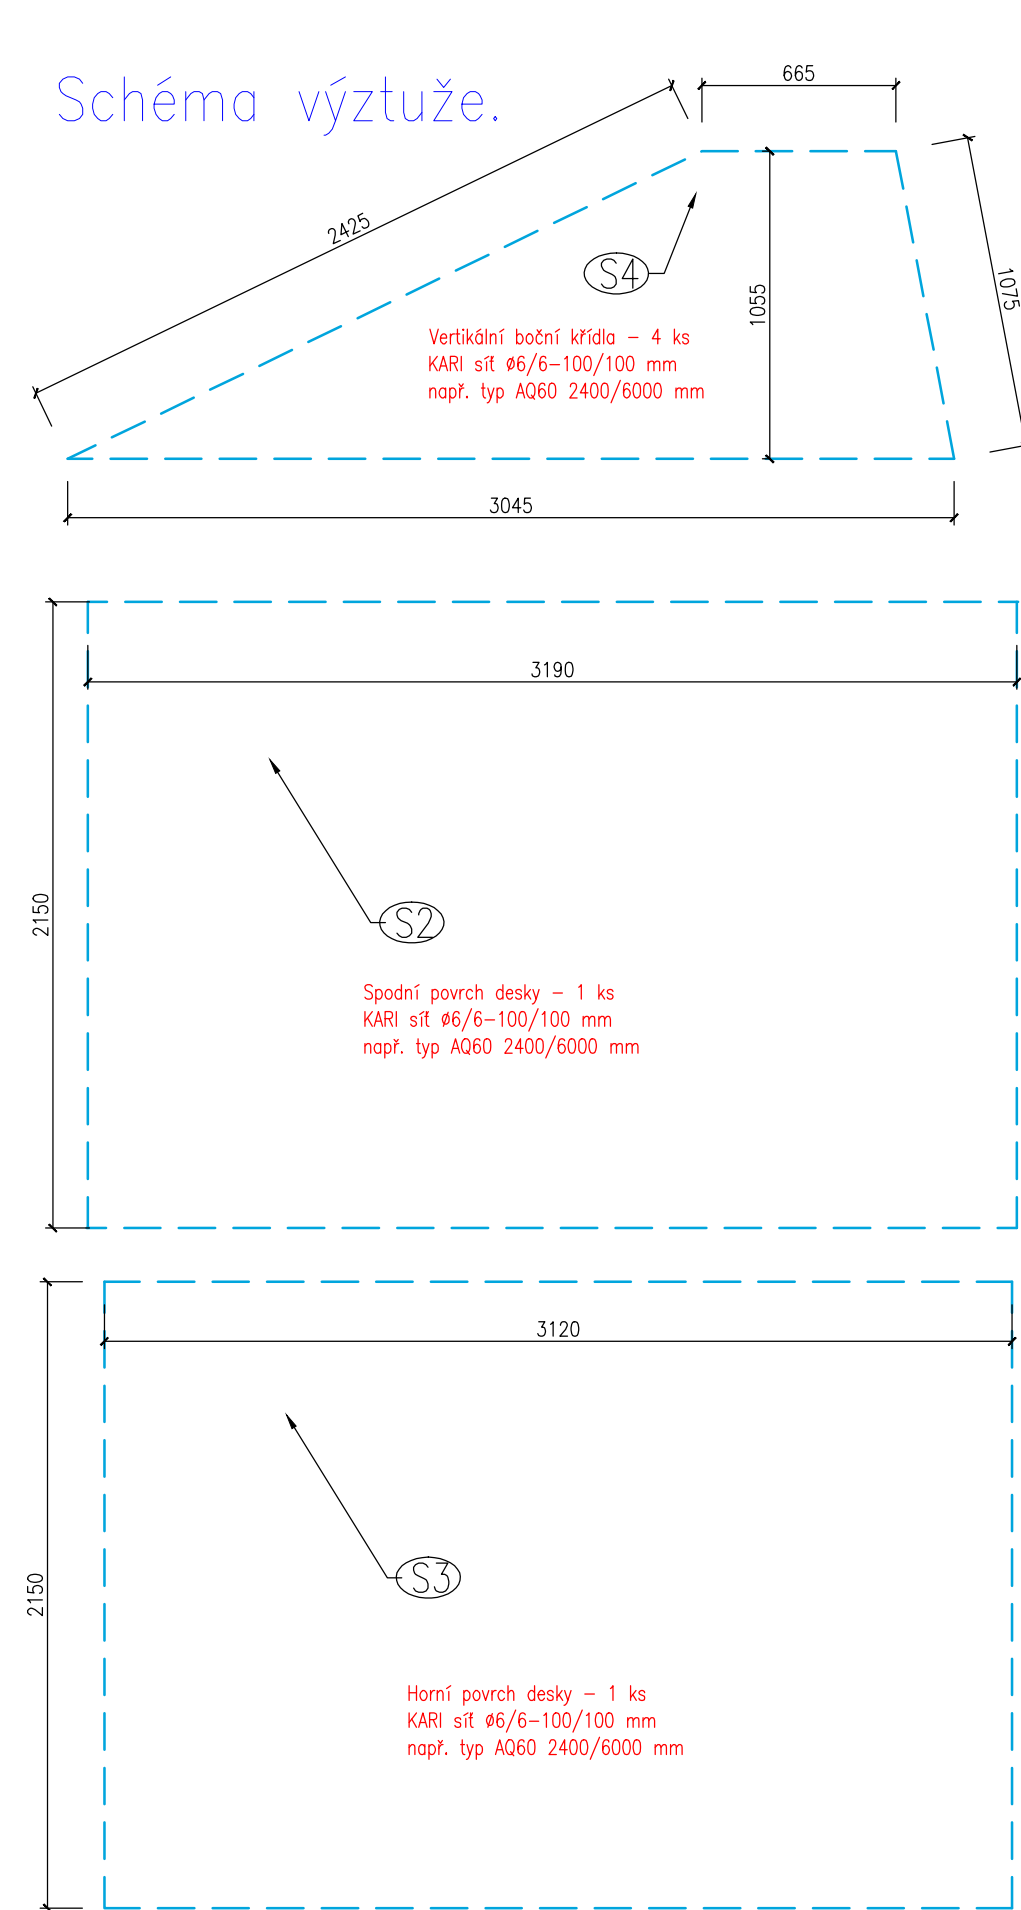 Schéma výztuže.
665
2425
1075
1055
S4
Vertikální boční křídla – 4 ks
KARI síť ø6/6–100/100 mm
např. typ AQ60 2400/6000 mm
3045
3190
2150
S2
Spodní povrch desky – 1 ks
KARI síť ø6/6–100/100 mm
např. typ AQ60 2400/6000 mm
3120
2150
S3
Horní povrch desky – 1 ks
KARI síť ø6/6–100/100 mm
např. typ AQ60 2400/6000 mm